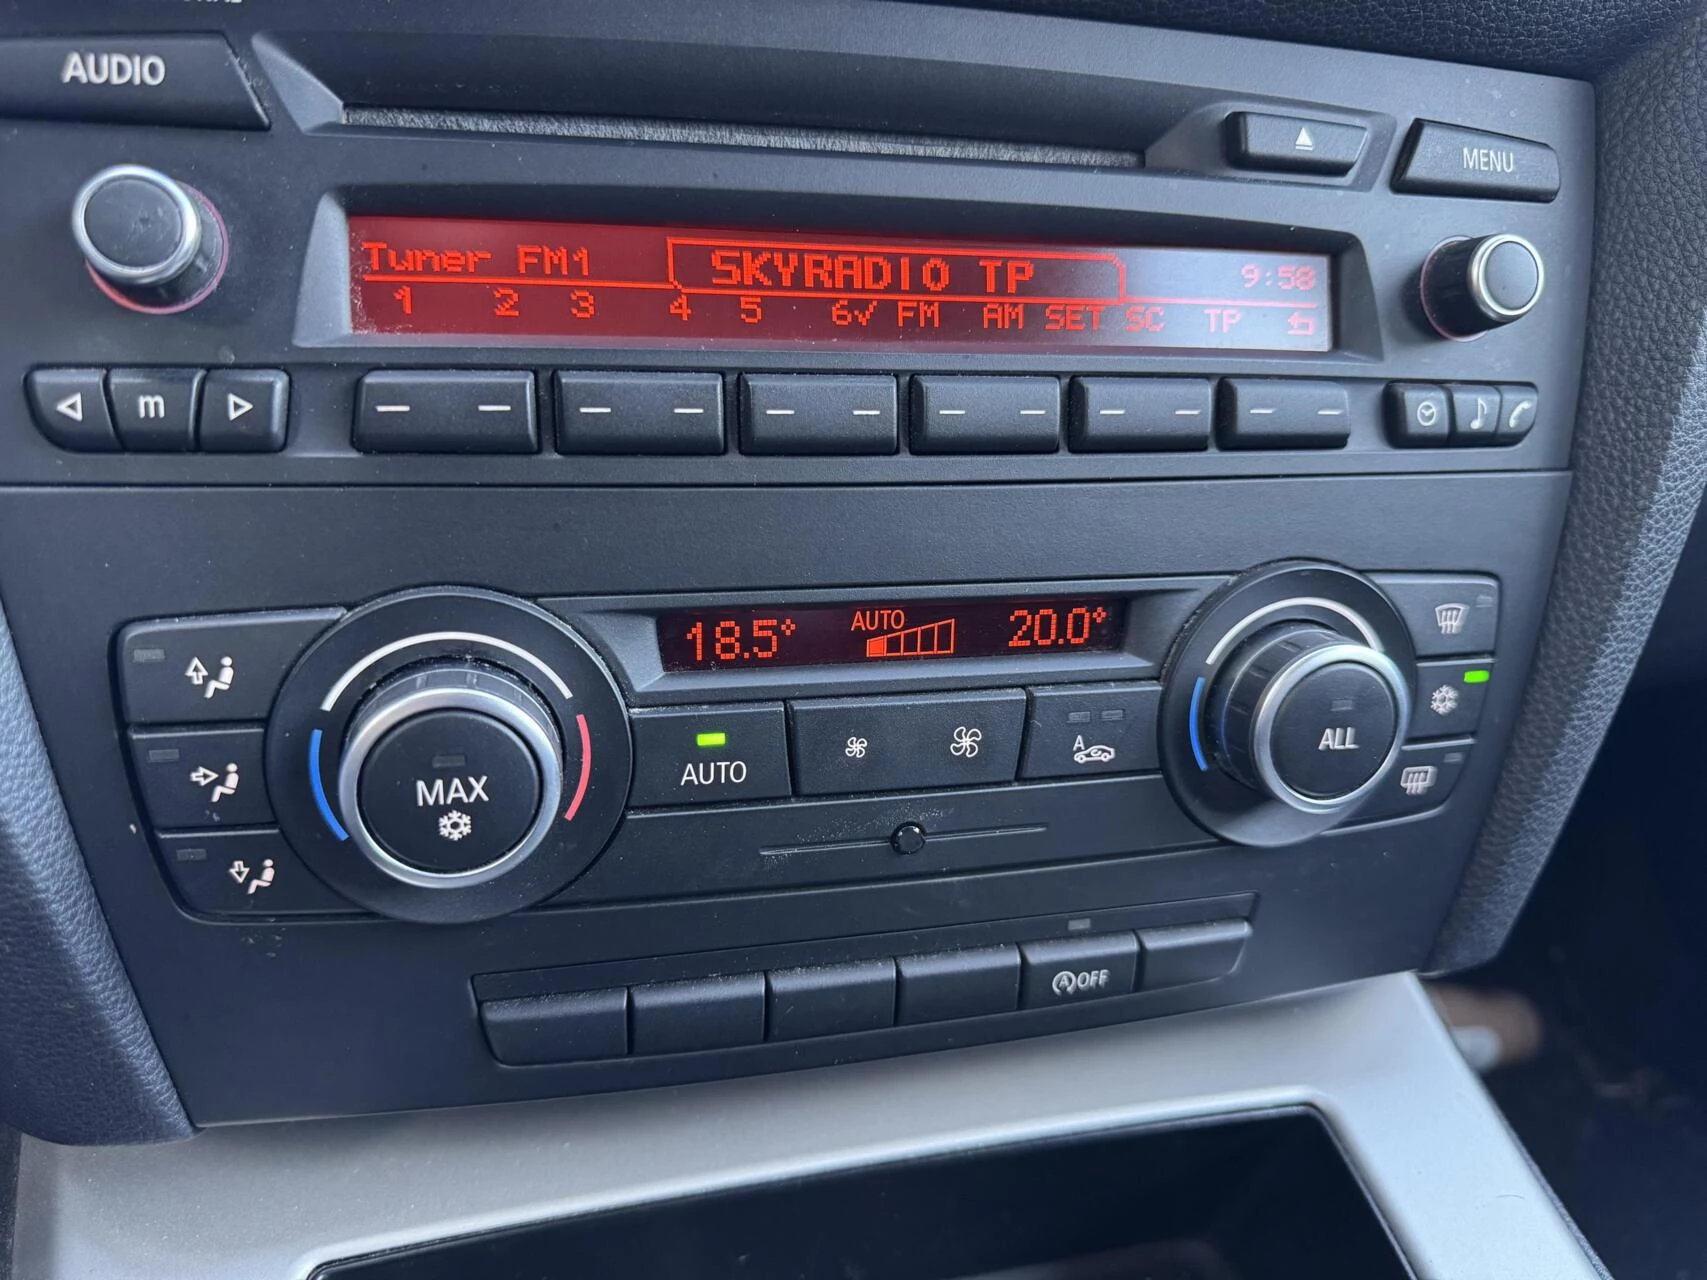 AUDIO
MENU
Tuner FM1 SKYRADIO TP 9:58
1 2 3 4 5 6✓ FM AM SET SC TP
m
18.5° AUTO 20.0°
AUTO
A
MAX
ALL
A OFF